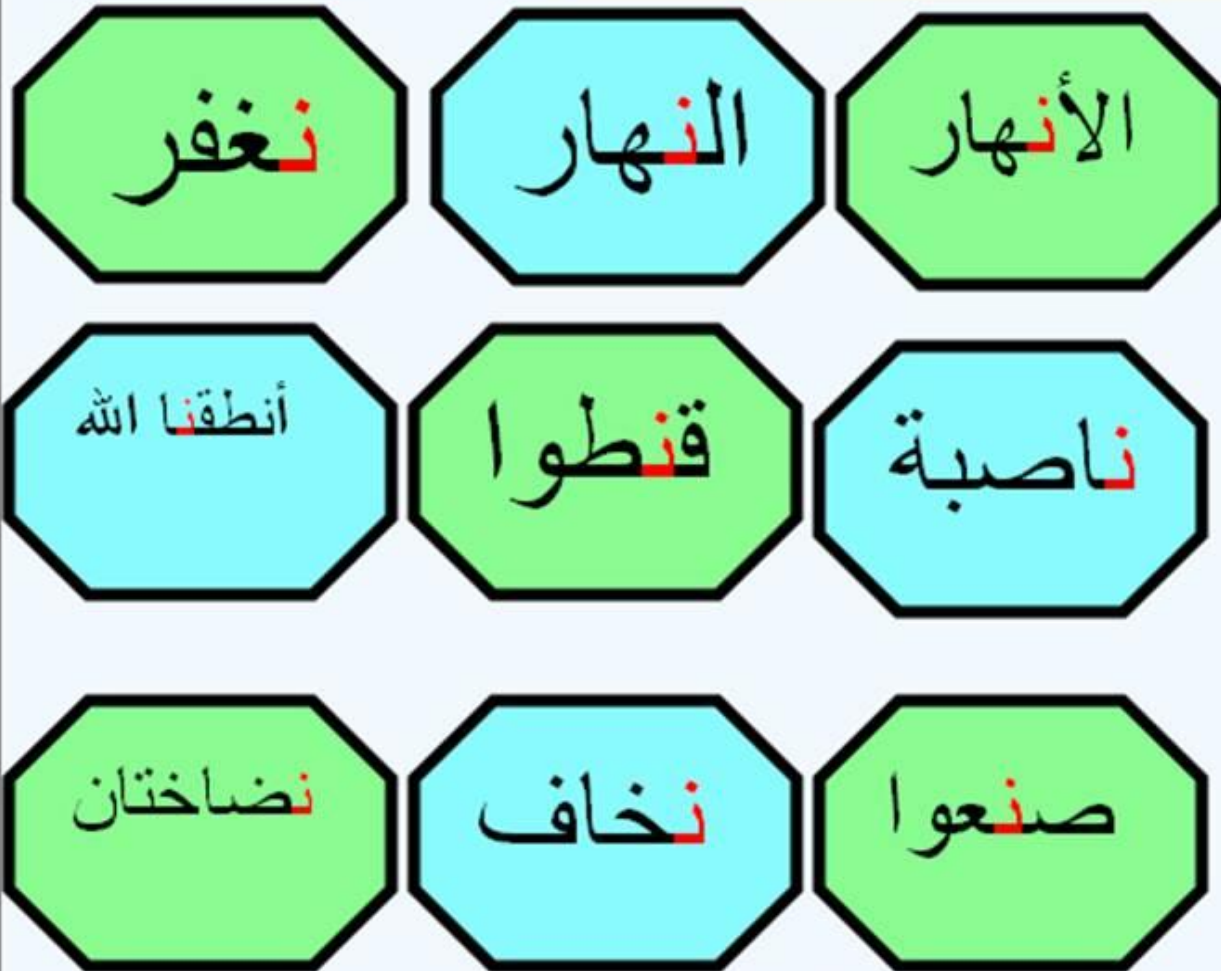 الأنهار
النهار
نغفر
ناصبة
قنطوا
أنطقنا الله
صنعوا
نخاف
نضاختان